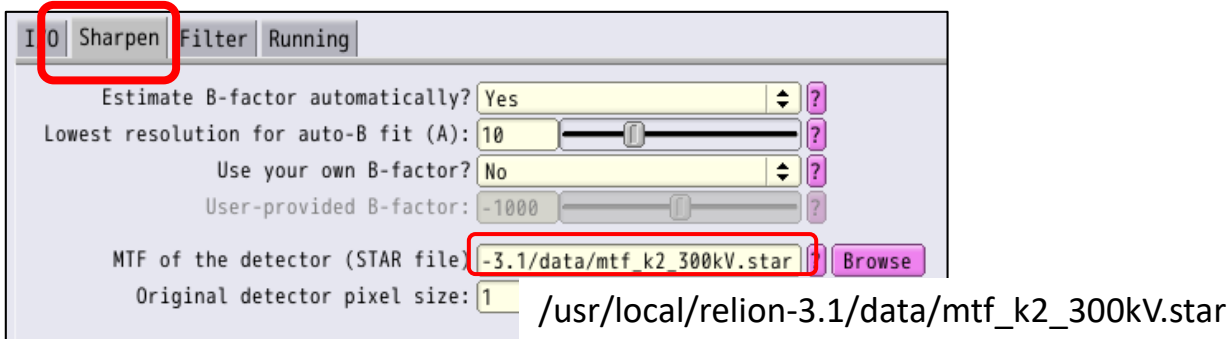 I/O Sharpen Filter Running
Estimate B-factor automatically? Yes ?
Lowest resolution for auto-B fit (A): 10 ?
Use your own B-factor? No ?
User-provided B-factor: -1000 ?
MTF of the detector (STAR file) -3.1/data/mtf_k2_300kV.star ? Browse
Original detector pixel size: 1
/usr/local/relion-3.1/data/mtf_k2_300kV.star